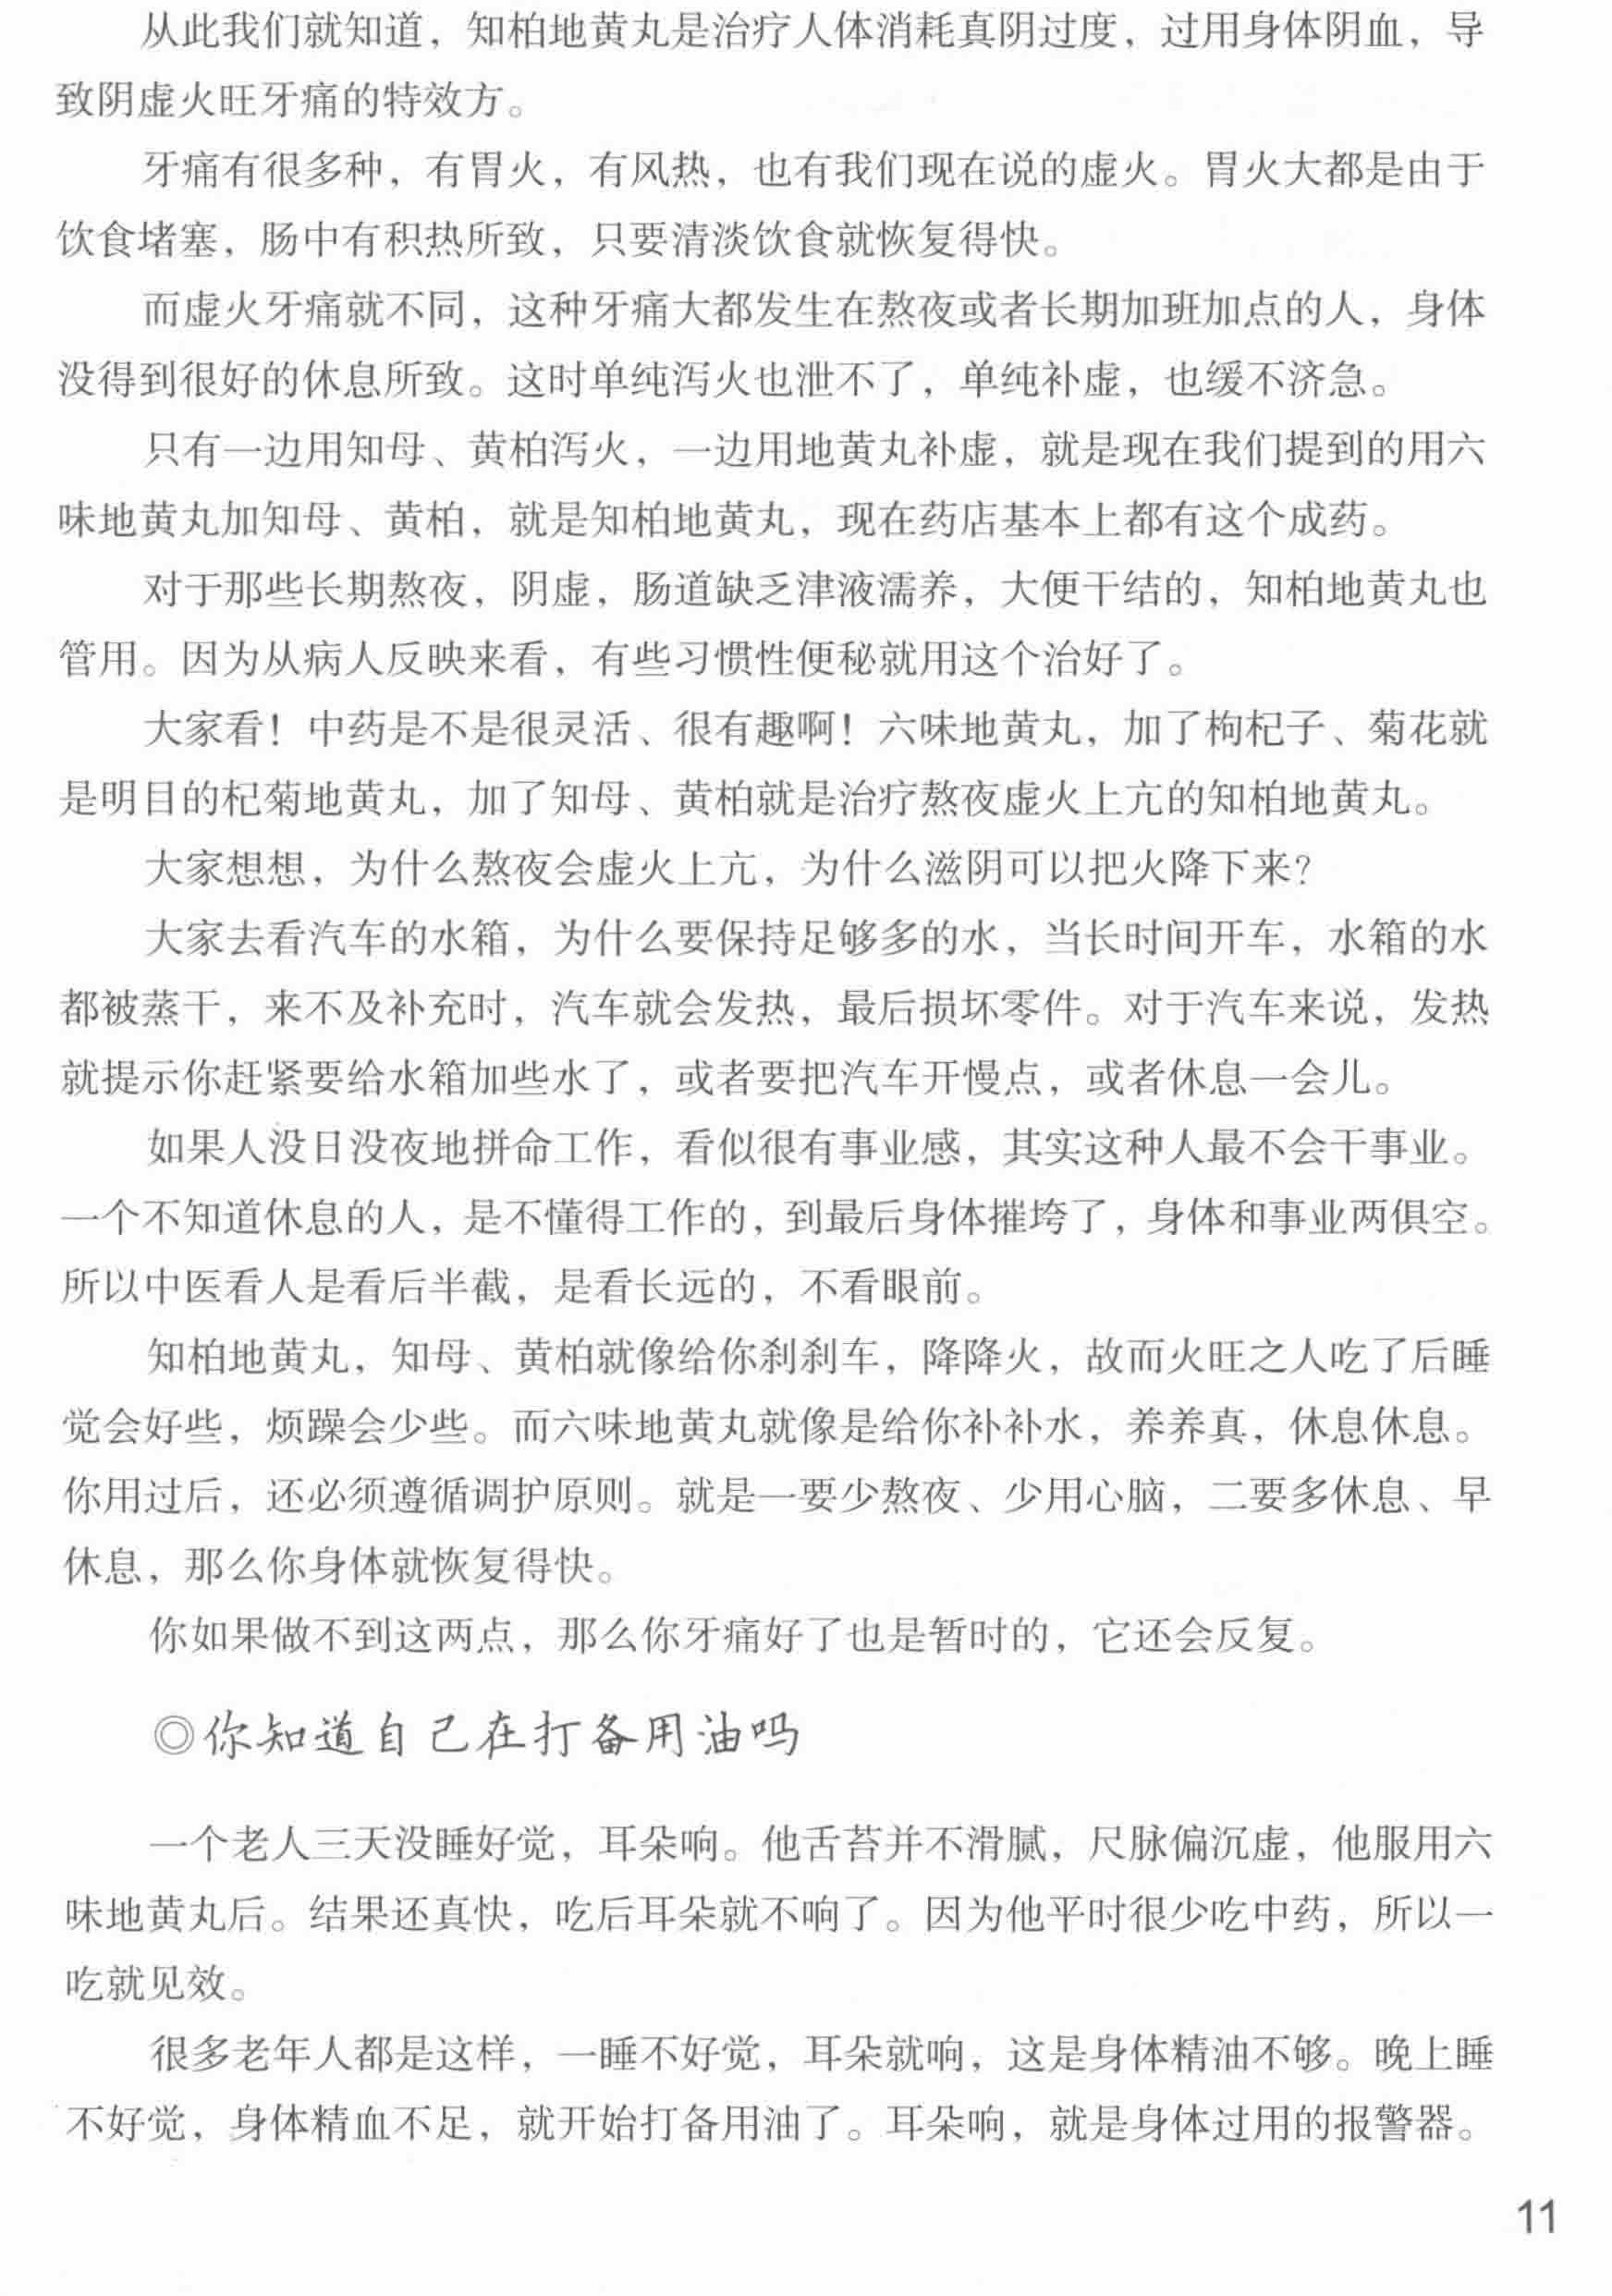 从此我们就知道，知柏地黄丸是治疗人体消耗真阴过度，过用身体阴血，导
致阴虚火旺牙痛的特效方。
牙痛有很多种，有胃火，有风热，也有我们现在说的虚火。胃火大都是由于
饮食堵塞，肠中有积热所致，只要清淡饮食就恢复得快。
而虚火牙痛就不同，这种牙痛大都发生在熬夜或者长期加班加点的人，身体
没得到很好的休息所致。这时单纯泻火也泄不了，单纯补虚，也缓不济急。
只有一边用知母、黄柏泻火，一边用地黄丸补虚，就是现在我们提到的用六
味地黄丸加知母、黄柏，就是知柏地黄丸，现在药店基本上都有这个成药。
对于那些长期熬夜，阴虚，肠道缺乏津液濡养，大便干结的，知柏地黄丸也
管用。因为从病人反映来看，有些习惯性便秘就用这个治好了。
大家看！中药是不是很灵活、很有趣啊！六味地黄丸，加了枸杞子、菊花就
是明目的杞菊地黄丸，加了知母、黄柏就是治疗熬夜虚火上亢的知柏地黄丸。
大家想想，为什么熬夜会虚火上亢，为什么滋阴可以把火降下来？
大家去看汽车的水箱，为什么要保持足够多的水，当长时间开车，水箱的水
都被蒸干，来不及补充时，汽车就会发热，最后损坏零件。对于汽车来说，发热
就提示你赶紧要给水箱加些水了，或者要把汽车开慢点，或者休息一会儿。
如果人没日没夜地拼命工作，看似很有事业感，其实这种人最不会干事业。
一个不知道休息的人，是不懂得工作的，到最后身体摧垮了，身体和事业两俱空。
所以中医看人是看后半截，是看长远的，不看眼前。
知柏地黄丸，知母、黄柏就像给你刹刹车，降降火，故而火旺之人吃了后睡
觉会好些，烦躁会少些。而六味地黄丸就像是给你补补水，养养真，休息休息。
你用过后，还必须遵循调护原则。就是一要少熬夜、少用心脑，二要多休息、早
休息，那么你身体就恢复得快。
你如果做不到这两点，那么你牙痛好了也是暂时的，它还会反复。
◎你知道自己在打备用油吗
一个老人三天没睡好觉，耳朵响。他舌苔并不滑腻，尺脉偏沉虚，他服用六
味地黄丸后。结果还真快，吃后耳朵就不响了。因为他平时很少吃中药，所以一
吃就见效。
很多老年人都是这样，一睡不好觉，耳朵就响，这是身体精油不够。晚上睡
不好觉，身体精血不足，就开始打备用油了。耳朵响，就是身体过用的报警器。
11